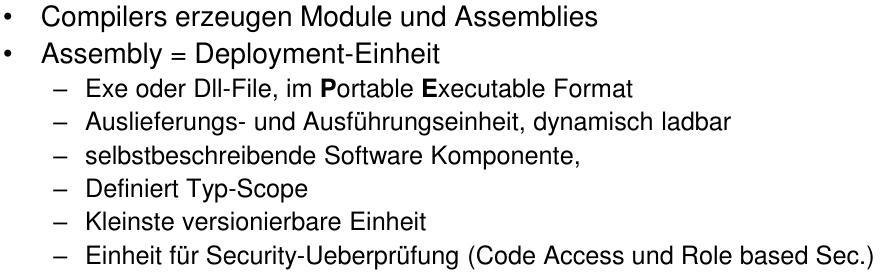 • Compilers erzeugen Module und Assemblies
• Assembly = Deployment-Einheit
– Exe oder Dll-File, im Portable Executable Format
– Auslieferungs- und Ausführungseinheit, dynamisch ladbar
– selbstbeschreibende Software Komponente,
– Definiert Typ-Scope
– Kleinste versionierbare Einheit
– Einheit für Security-Ueberprüfung (Code Access und Role based Sec.)